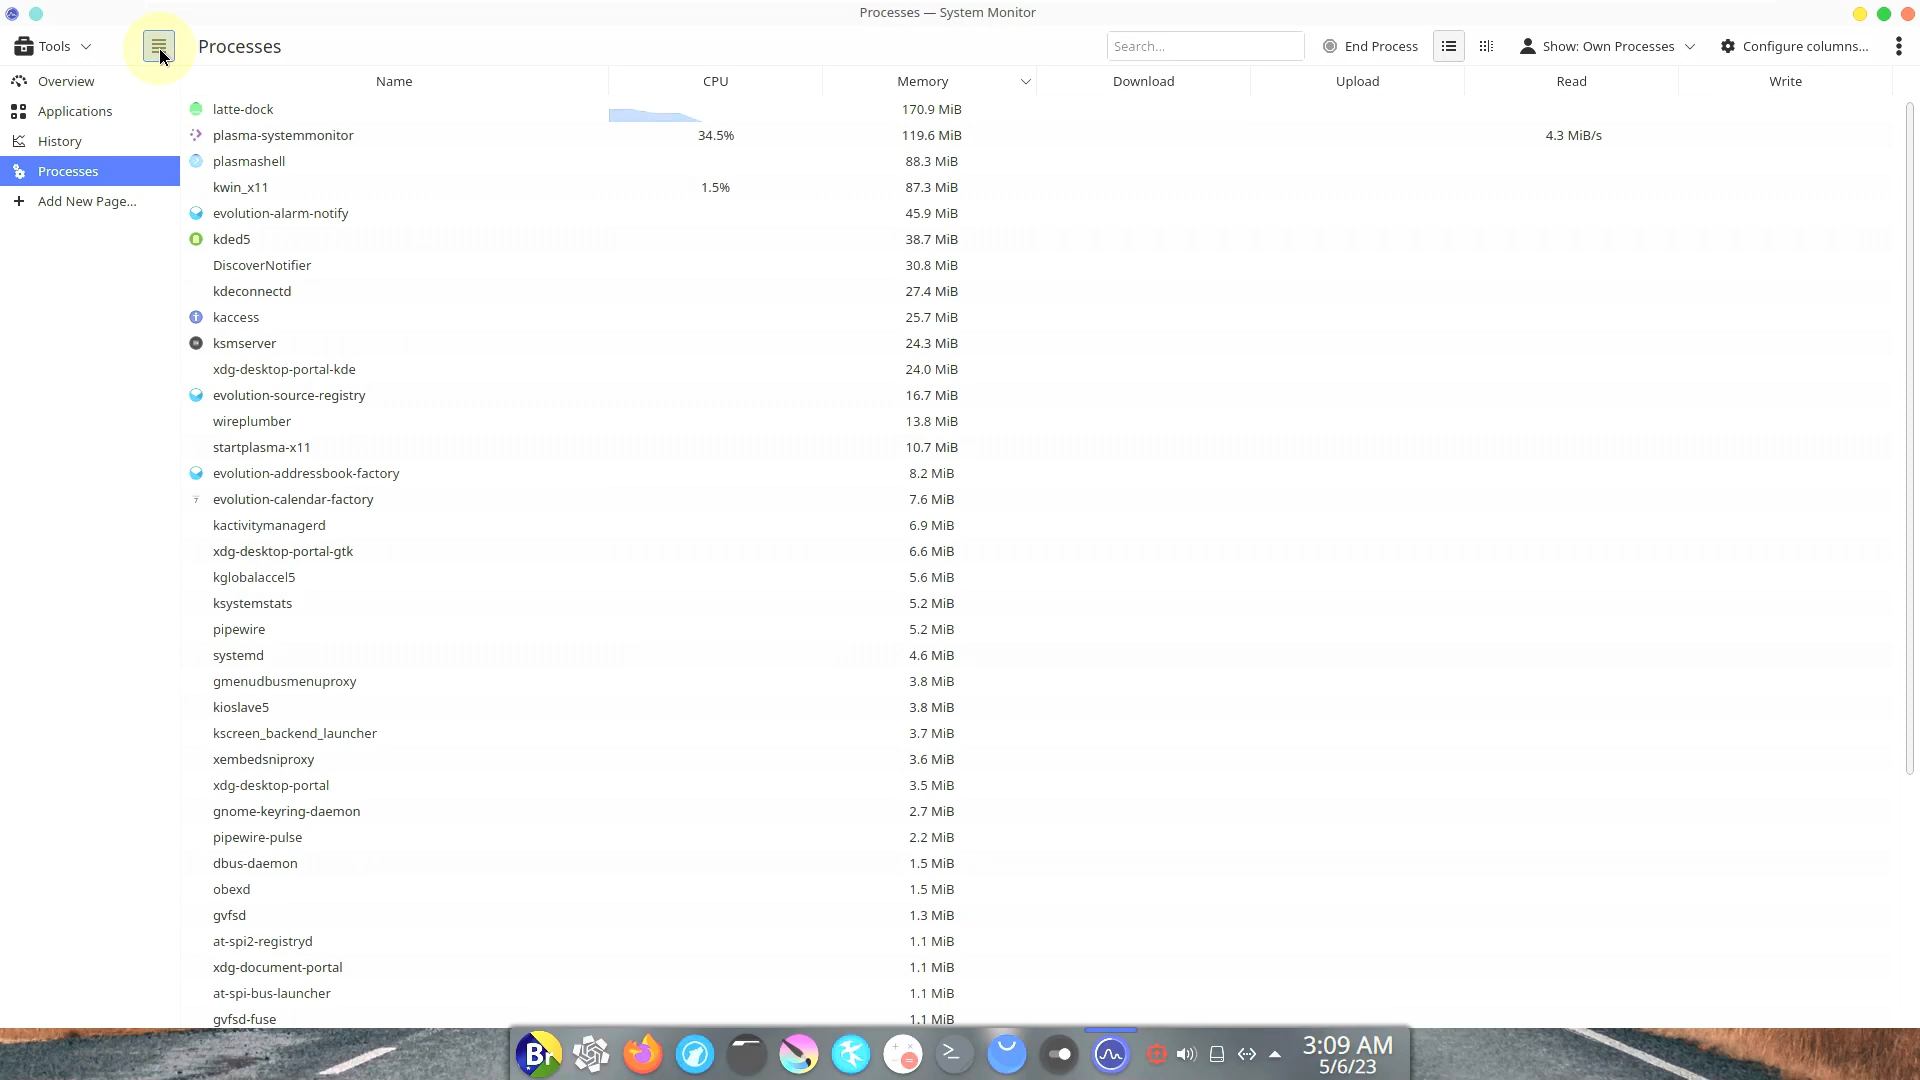 Processes — System Monitor
Tools
Processes
Search...
End Process
Show: Own Processes
Configure columns...
Overview
Applications
History
Processes
Add New Page...
Name CPU Memory Download Upload Read Write
latte-dock 170.9 MiB
plasma-systemmonitor 34.5% 119.6 MiB 4.3 MiB/s
plasmashell 88.3 MiB
kwin_x11 1.5% 87.3 MiB
evolution-alarm-notify 45.9 MiB
kded5 38.7 MiB
DiscoverNotifier 30.8 MiB
kdeconnectd 27.4 MiB
kaccess 25.7 MiB
ksmserver 24.3 MiB
xdg-desktop-portal-kde 24.0 MiB
evolution-source-registry 16.7 MiB
wireplumber 13.8 MiB
startplasma-x11 10.7 MiB
evolution-addressbook-factory 8.2 MiB
evolution-calendar-factory 7.6 MiB
kactivitymanagerd 6.9 MiB
xdg-desktop-portal-gtk 6.6 MiB
kglobalaccel5 5.6 MiB
ksystemstats 5.2 MiB
pipewire 5.2 MiB
systemd 4.6 MiB
gmenudbusmenuproxy 3.8 MiB
kioslave5 3.8 MiB
kscreen_backend_launcher 3.7 MiB
xembedsniproxy 3.6 MiB
xdg-desktop-portal 3.5 MiB
gnome-keyring-daemon 2.7 MiB
pipewire-pulse 2.2 MiB
dbus-daemon 1.5 MiB
obexd 1.5 MiB
gvfsd 1.3 MiB
at-spi2-registryd 1.1 MiB
xdg-document-portal 1.1 MiB
at-spi-bus-launcher 1.1 MiB
gvfsd-fuse 1.1 MiB
Br
3:09 AM
5/6/23